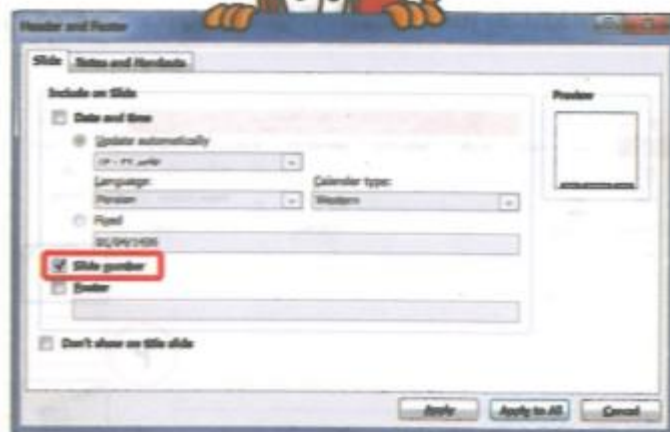 Header and Footer
Slide
Notes and Handouts
Include on Slide
Preview
Date and time
Update automatically
Language:
Calendar type:
Persian
Western
Fixed
Slide number
Footer
Don't show on title slide
Apply
Apply to All
Cancel